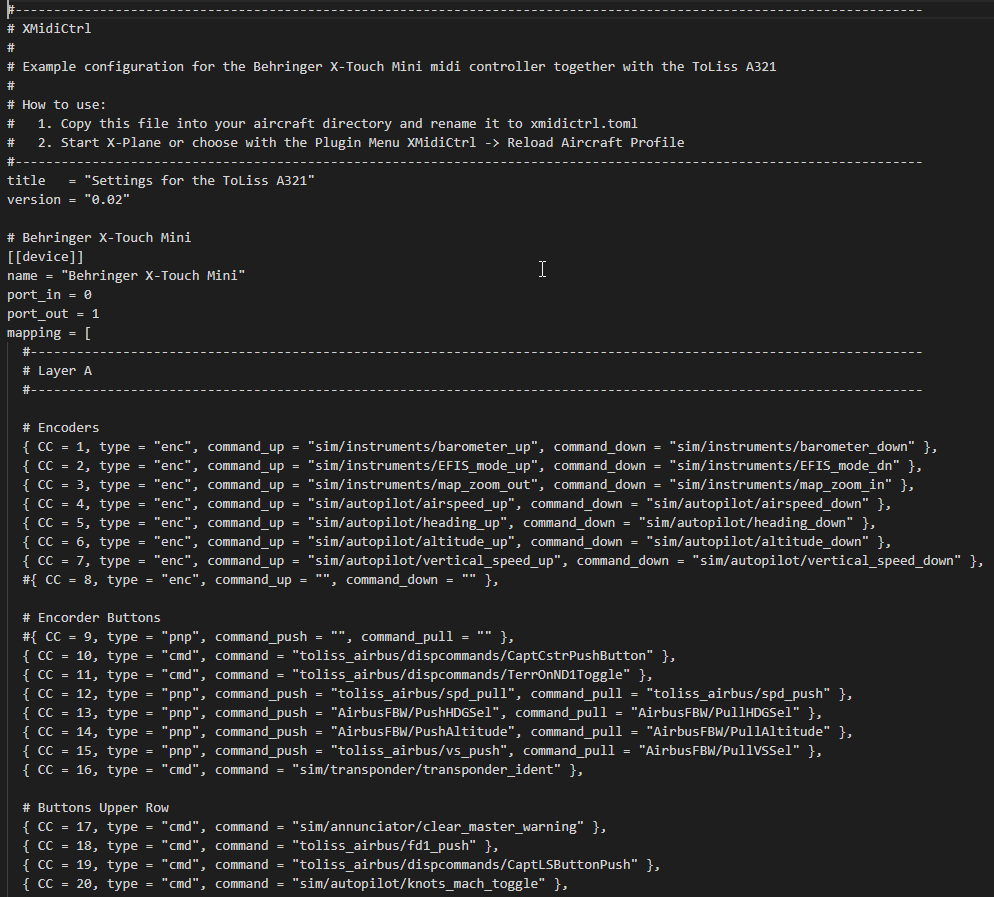 #----------------------------------------------------------------------------------------------------------------------
# XMidiCtrl
#
# Example configuration for the Behringer X-Touch Mini midi controller together with the ToLiss A321
#
# How to use:
#   1. Copy this file into your aircraft directory and rename it to xmidictrl.toml
#   2. Start X-Plane or choose with the Plugin Menu XMidiCtrl -> Reload Aircraft Profile
#----------------------------------------------------------------------------------------------------------------------
title   = "Settings for the ToLiss A321"
version = "0.02"

# Behringer X-Touch Mini
[[device]]
name = "Behringer X-Touch Mini"
port_in = 0
port_out = 1
mapping = [
  #--------------------------------------------------------------------------------------------------------------------
  # Layer A
  #--------------------------------------------------------------------------------------------------------------------

  # Encoders
  { CC = 1, type = "enc", command_up = "sim/instruments/barometer_up", command_down = "sim/instruments/barometer_down" },
  { CC = 2, type = "enc", command_up = "sim/instruments/EFIS_mode_up", command_down = "sim/instruments/EFIS_mode_dn" },
  { CC = 3, type = "enc", command_up = "sim/instruments/map_zoom_out", command_down = "sim/instruments/map_zoom_in" },
  { CC = 4, type = "enc", command_up = "sim/autopilot/airspeed_up", command_down = "sim/autopilot/airspeed_down" },
  { CC = 5, type = "enc", command_up = "sim/autopilot/heading_up", command_down = "sim/autopilot/heading_down" },
  { CC = 6, type = "enc", command_up = "sim/autopilot/altitude_up", command_down = "sim/autopilot/altitude_down" },
  { CC = 7, type = "enc", command_up = "sim/autopilot/vertical_speed_up", command_down = "sim/autopilot/vertical_speed_down" },
  #{ CC = 8, type = "enc", command_up = "", command_down = "" },

  # Encorder Buttons
  #{ CC = 9, type = "pnp", command_push = "", command_pull = "" },
  { CC = 10, type = "cmd", command = "toliss_airbus/dispcommands/CaptCstrPushButton" },
  { CC = 11, type = "cmd", command = "toliss_airbus/dispcommands/TerrOnND1Toggle" },
  { CC = 12, type = "pnp", command_push = "toliss_airbus/spd_pull", command_pull = "toliss_airbus/spd_push" },
  { CC = 13, type = "pnp", command_push = "AirbusFBW/PushHDGSel", command_pull = "AirbusFBW/PullHDGSel" },
  { CC = 14, type = "pnp", command_push = "AirbusFBW/PushAltitude", command_pull = "AirbusFBW/PullAltitude" },
  { CC = 15, type = "pnp", command_push = "toliss_airbus/vs_push", command_pull = "AirbusFBW/PullVSSel" },
  { CC = 16, type = "cmd", command = "sim/transponder/transponder_ident" },

  # Buttons Upper Row
  { CC = 17, type = "cmd", command = "sim/annunciator/clear_master_warning" },
  { CC = 18, type = "cmd", command = "toliss_airbus/fd1_push" },
  { CC = 19, type = "cmd", command = "toliss_airbus/dispcommands/CaptLSButtonPush" },
  { CC = 20, type = "cmd", command = "sim/autopilot/knots_mach_toggle" },